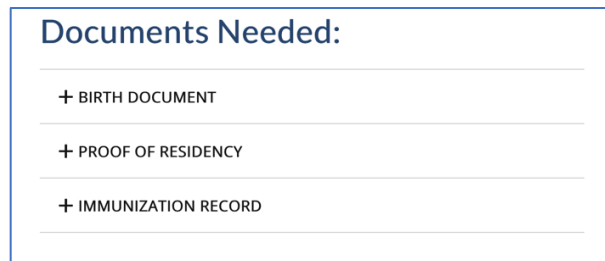 Documents Needed:
+ BIRTH DOCUMENT
+ PROOF OF RESIDENCY
+ IMMUNIZATION RECORD